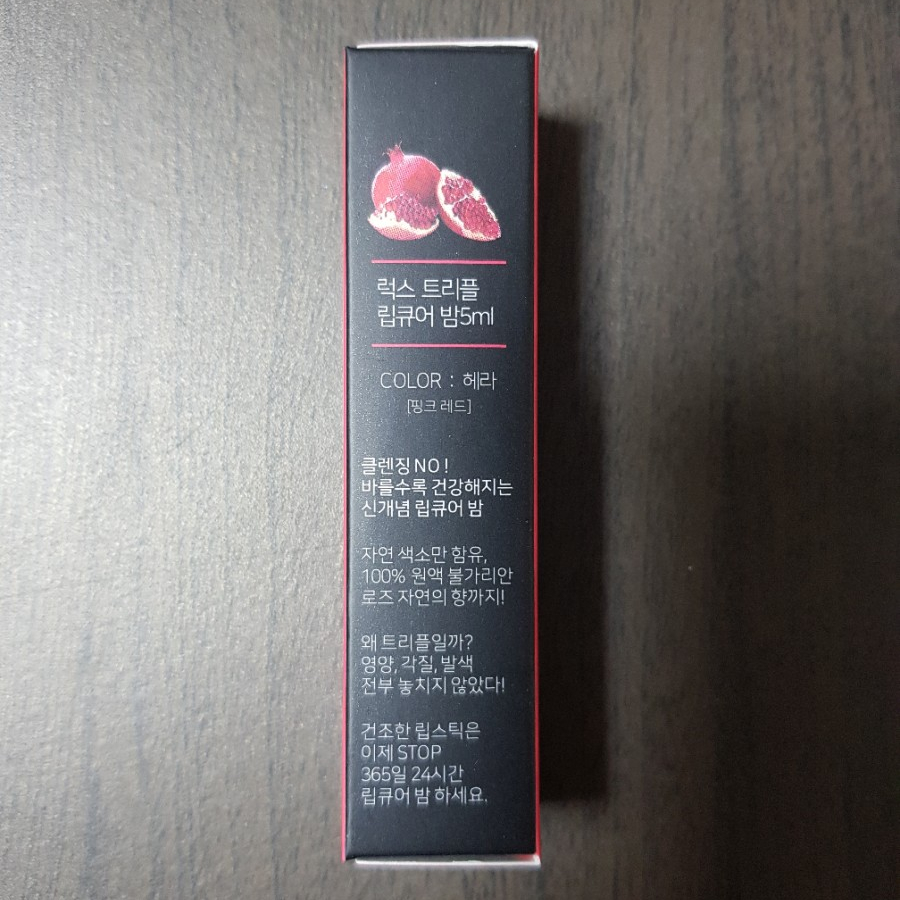 럭스 트리플
립큐어 밤5ml
COLOR : 헤라
[핑크 레드]
클렌징 NO !
바를수록 건강해지는
신개념 립큐어 밤
자연 색소만 함유,
100% 원액 불가리안
로즈 자연의 향까지!
왜 트리플일까?
영양, 각질, 발색
전부 놓치지 않았다!
건조한 립스틱은
이제 STOP
365일 24시간
립큐어 밤 하세요.